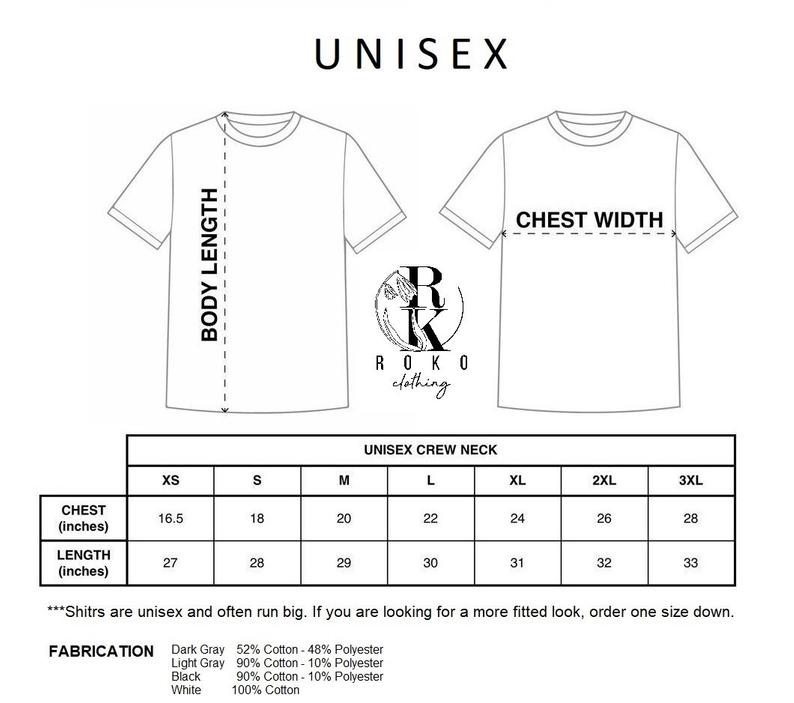 UNISEX
BODY LENGTH
CHEST WIDTH
RK
ROKO
clothing
UNISEX CREW NECK
XS S M L XL 2XL 3XL
CHEST
(inches) 16.5 18 20 22 24 26 28
LENGTH
(inches) 27 28 29 30 31 32 33
***Shitrs are unisex and often run big. If you are looking for a more fitted look, order one size down.
FABRICATION Dark Gray 52% Cotton - 48% Polyester
Light Gray 90% Cotton - 10% Polyester
Black 90% Cotton - 10% Polyester
White 100% Cotton